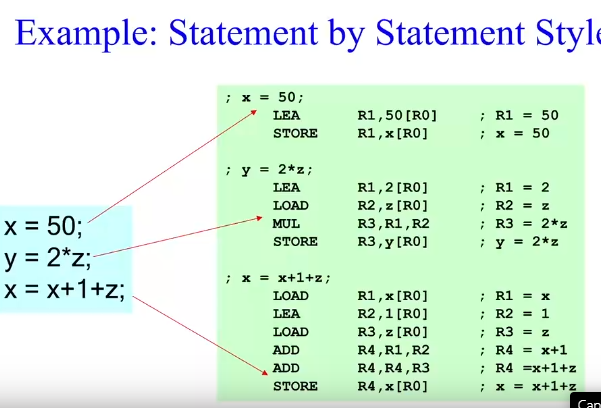 Example: Statement by Statement Style
; x = 50;
LEA R1,50[R0] ; R1 = 50
STORE R1,x[R0] ; x = 50
; y = 2*z;
LEA R1,2[R0] ; R1 = 2
LOAD R2,z[R0] ; R2 = z
MUL R3,R1,R2 ; R3 = 2*z
STORE R3,y[R0] ; y = 2*z
; x = x+1+z;
LOAD R1,x[R0] ; R1 = x
LEA R2,1[R0] ; R2 = 1
LOAD R3,z[R0] ; R3 = z
ADD R4,R1,R2 ; R4 = x+1
ADD R4,R4,R3 ; R4 =x+1+z
STORE R4,x[R0] ; x = x+1+z
x = 50;
y = 2*z;
x = x+1+z;